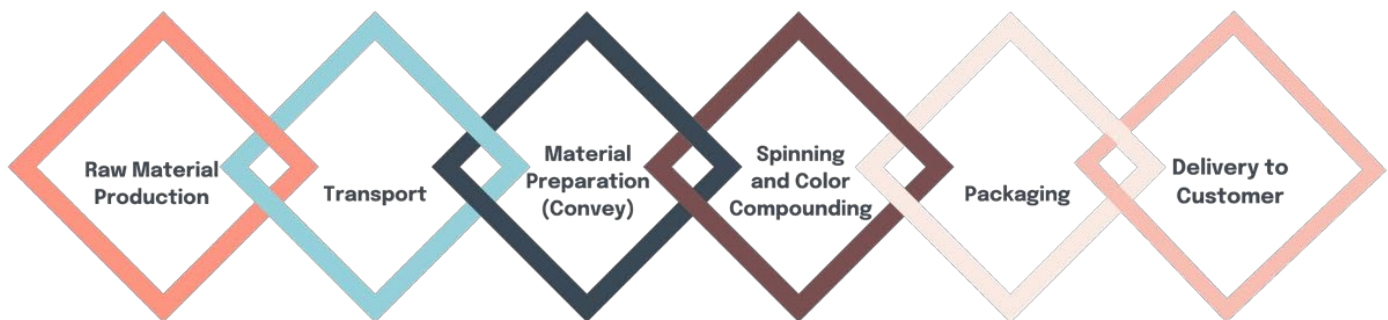 Raw Material
Production
Transport
Material
Preparation
(Convey)
Spinning
and Color
Compounding
Packaging
Delivery to
Customer